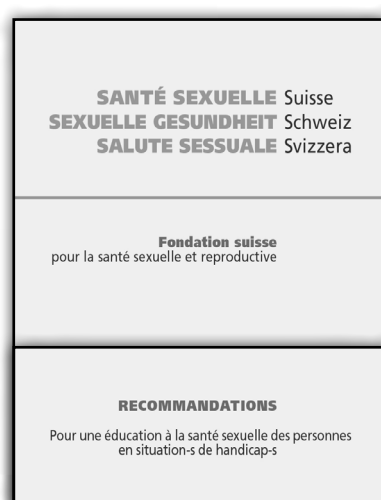 SANTÉ SEXUELLE Suisse
SEXUELLE GESUNDHEIT Schweiz
SALUTE SESSUALE Svizzera
Fondation suisse
pour la santé sexuelle et reproductive
RECOMMANDATIONS
Pour une éducation à la santé sexuelle des personnes
en situation-s de handicap-s